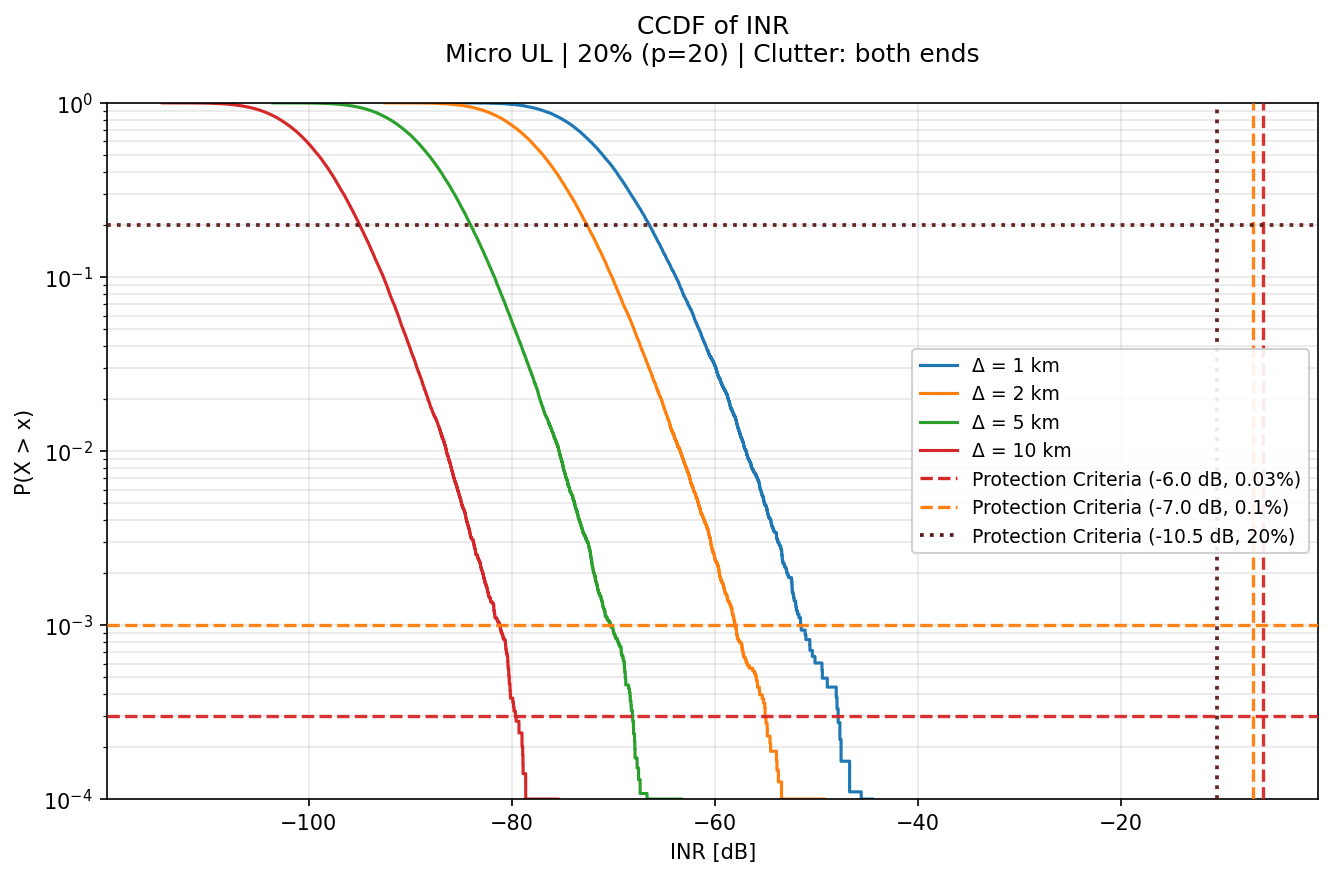 CCDF of INR
Micro UL | 20% (p=20) | Clutter: both ends
P(X > x)
10⁰
10⁻¹
10⁻²
10⁻³
10⁻⁴
Δ = 1 km
Δ = 2 km
Δ = 5 km
Δ = 10 km
Protection Criteria (-6.0 dB, 0.03%)
Protection Criteria (-7.0 dB, 0.1%)
Protection Criteria (-10.5 dB, 20%)
−100 −80 −60 −40 −20
INR [dB]